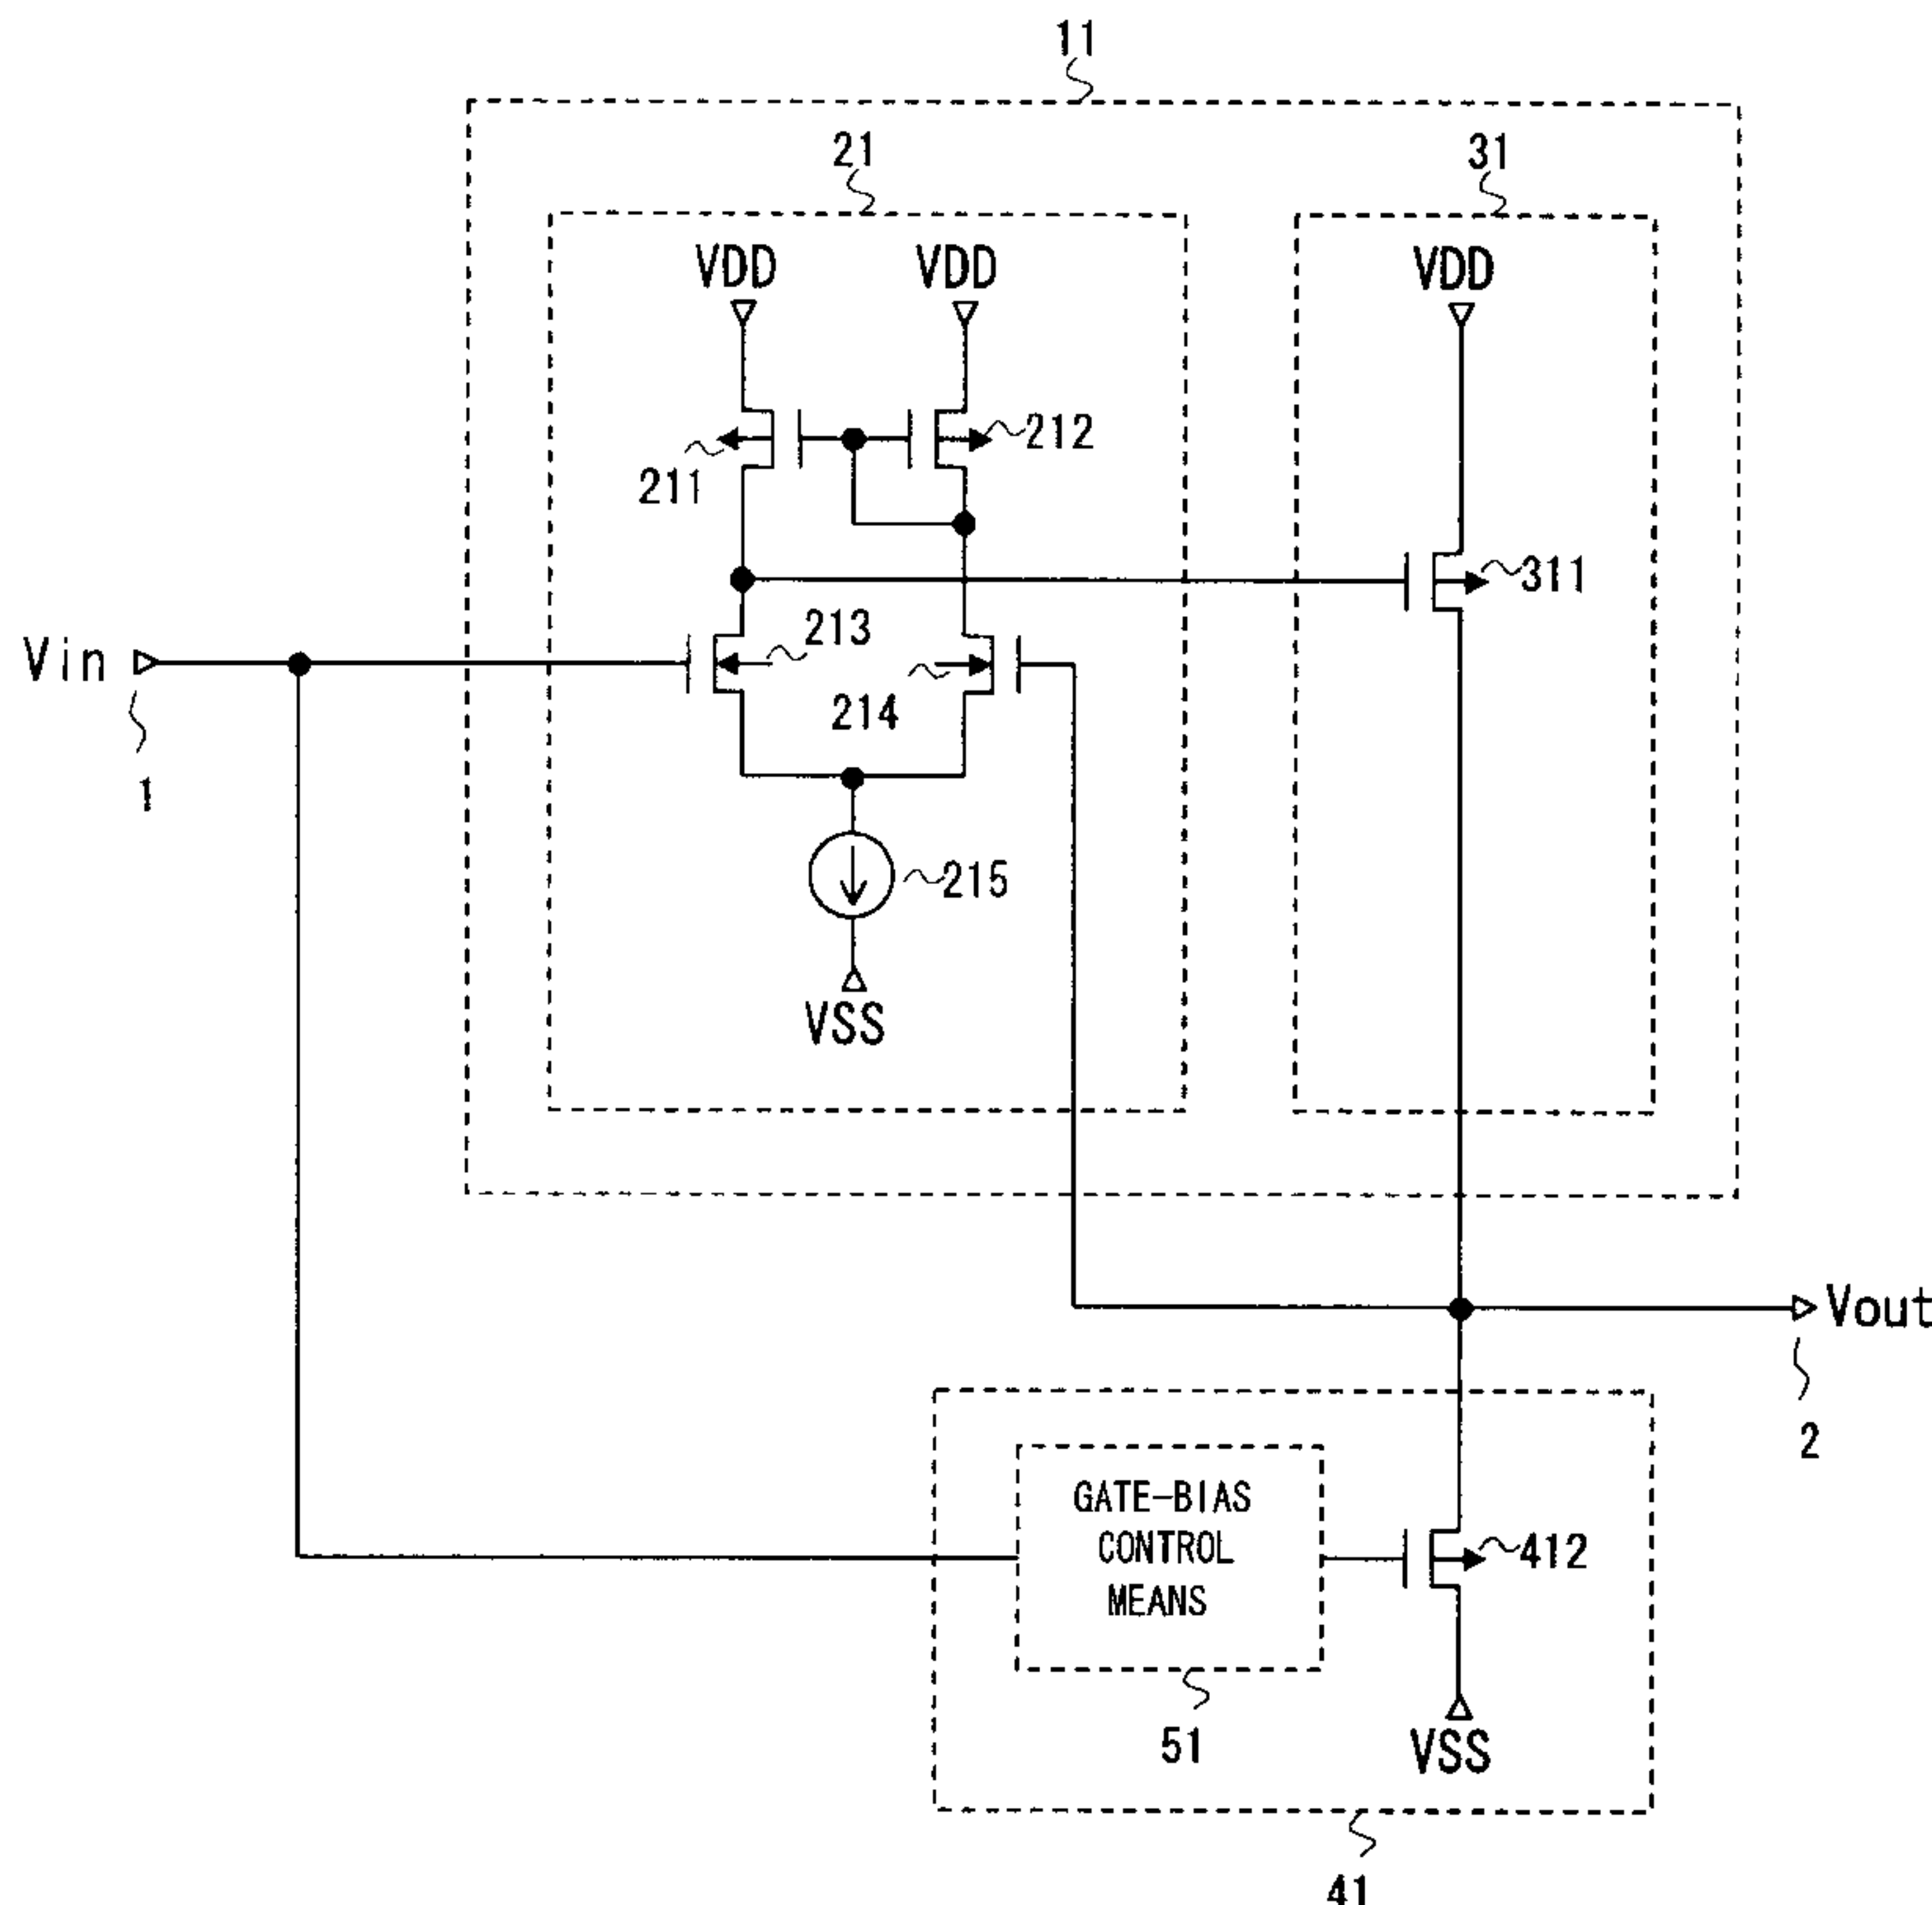 11
21
31
VDD
VDD
VDD
212
211
311
213
Vin
214
1
215
VSS
Vout
2
GATE-BIAS
CONTROL
MEANS
412
51
VSS
41